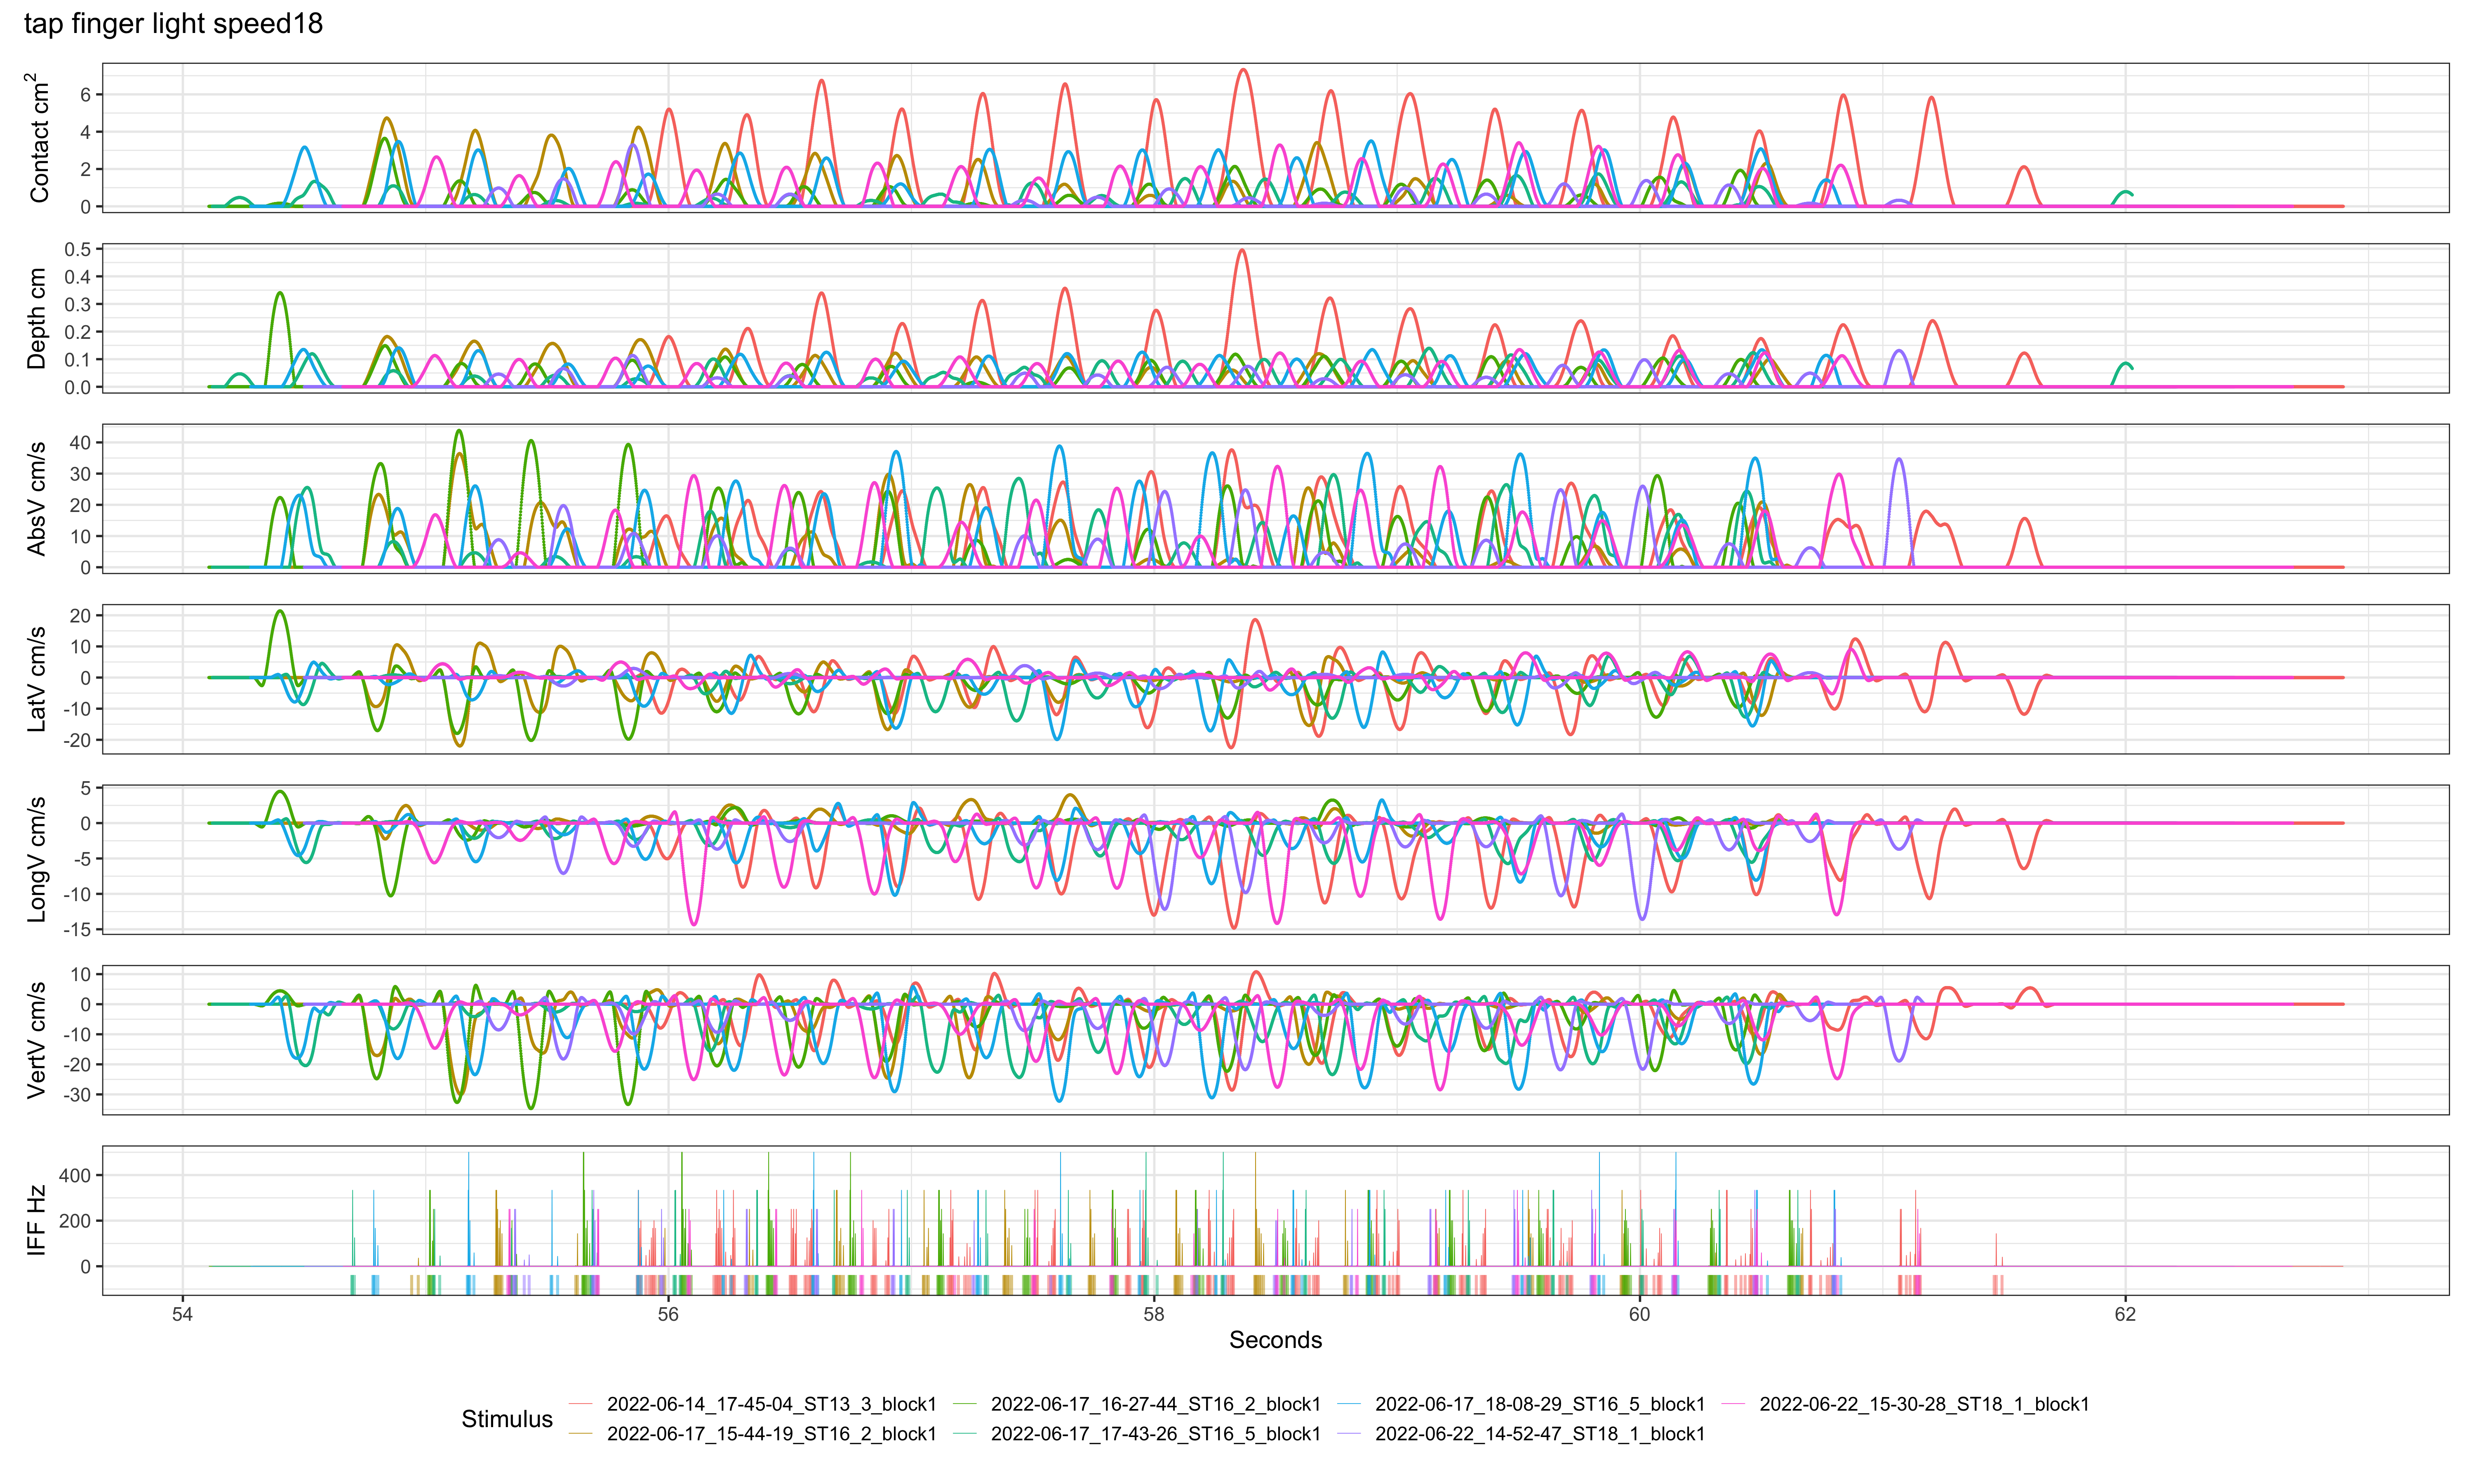 tap finger light speed18
Contact cm²
6
4
2
0
Depth cm
0.5
0.4
0.3
0.2
0.1
0.0
AbsV cm/s
40
30
20
10
0
LatV cm/s
20
10
0
-10
-20
LongV cm/s
5
0
-5
-10
-15
VertV cm/s
10
0
-10
-20
-30
IFF Hz
400
200
0
54 56 58 60 62
Seconds
Stimulus
2022-06-14_17-45-04_ST13_3_block1 2022-06-17_16-27-44_ST16_2_block1 2022-06-17_18-08-29_ST16_5_block1 2022-06-22_15-30-28_ST18_1_block1
2022-06-17_15-44-19_ST16_2_block1 2022-06-17_17-43-26_ST16_5_block1 2022-06-22_14-52-47_ST18_1_block1